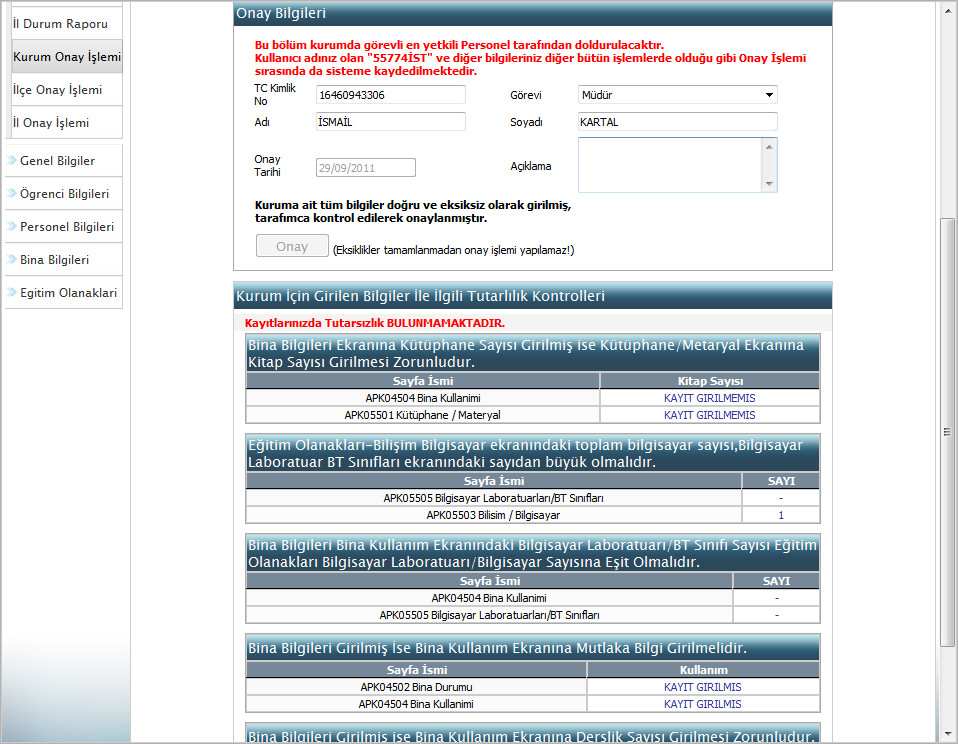 İl Durum Raporu
Kurum Onay İşlemi
İlçe Onay İşlemi
İl Onay İşlemi
Genel Bilgiler
Ögrenci Bilgileri
Personel Bilgileri
Bina Bilgileri
Egitim Olanaklari
Onay Bilgileri
Bu bölüm kurumda görevli en yetkili Personel tarafından doldurulacaktır.
Kullanıcı adınız olan "55774İST" ve diğer bilgileriniz diğer bütün işlemlerde olduğu gibi Onay İşlemi
sırasında da sisteme kaydedilmektedir.
TC Kimlik No 16460943306 Görevi Müdür
Adı İSMAİL Soyadı KARTAL
Onay Tarihi 29/09/2011 Açıklama
Kuruma ait tüm bilgiler doğru ve eksiksiz olarak girilmiş,
tarafımca kontrol edilerek onaylanmıştır.
Onay (Eksiklikler tamamlanmadan onay işlemi yapılamaz!)
Kurum İçin Girilen Bilgiler İle İlgili Tutarlılık Kontrolleri
Kayıtlarınızda Tutarsızlık BULUNMAMAKTADIR.
Bina Bilgileri Ekranına Kütüphane Sayısı Girilmiş ise Kütüphane/Metaryal Ekranına
Kitap Sayısı Girilmesi Zorunludur.
Sayfa İsmi Kitap Sayısı
APK04504 Bina Kullanimi KAYIT GIRILMEMIS
APK05501 Kütüphane / Materyal KAYIT GIRILMEMIS
Eğitim Olanakları-Bilişim Bilgisayar ekranındaki toplam bilgisayar sayısı,Bilgisayar
Laboratuar BT Sınıfları ekranındaki sayıdan büyük olmalıdır.
Sayfa İsmi SAYI
APK05505 Bilgisayar Laboratuarları/BT Sınıfları -
APK05503 Bilisim / Bilgisayar 1
Bina Bilgileri Bina Kullanım Ekranındaki Bilgisayar Laboratuarı/BT Sınıfı Sayısı Eğitim
Olanakları Bilgisayar Laboratuarı/Bilgisayar Sayısına Eşit Olmalıdır.
Sayfa İsmi SAYI
APK04504 Bina Kullanimi -
APK05505 Bilgisayar Laboratuarları/BT Sınıfları -
Bina Bilgileri Girilmiş İse Bina Kullanım Ekranına Mutlaka Bilgi Girilmelidir.
Sayfa İsmi Kullanım
APK04502 Bina Durumu KAYIT GIRILMIS
APK04504 Bina Kullanimi KAYIT GIRILMIS
Bina Bilgileri Girilmiş ise Bina Kullanım Ekranına Derslik Sayısı Girilmesi Zorunludur.